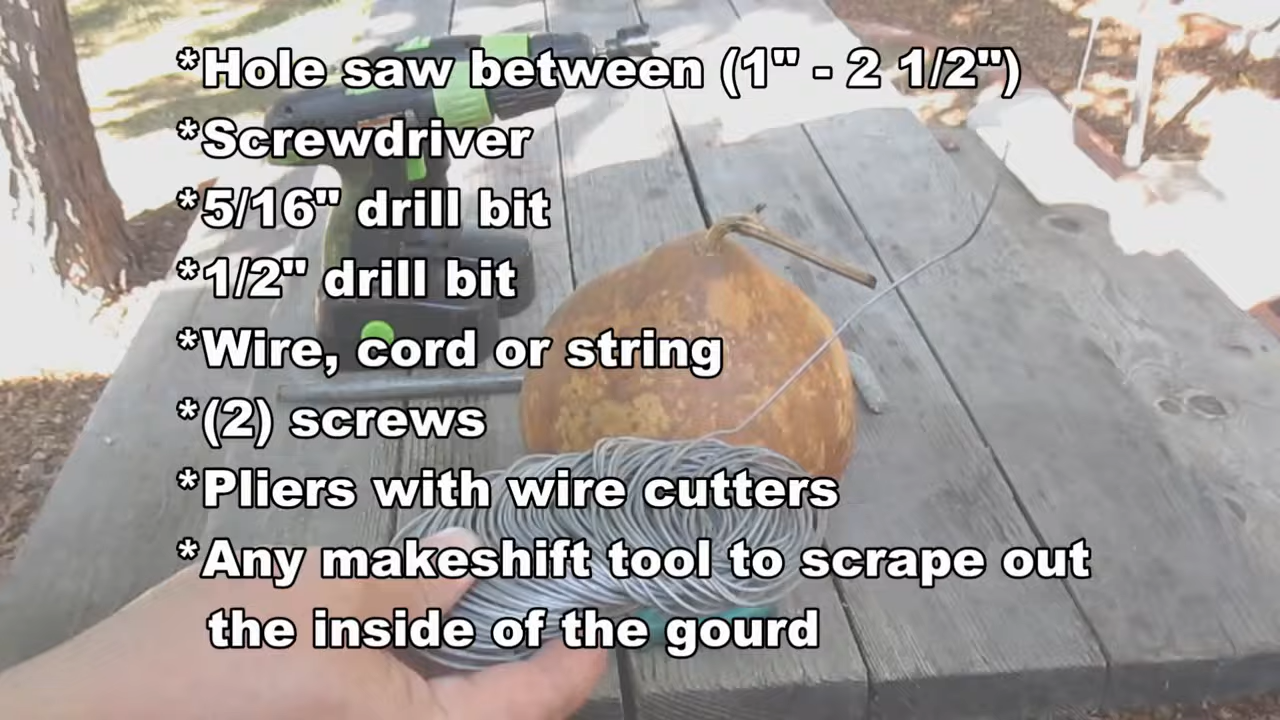 *Hole saw between (1" - 2 1/2")
*Screwdriver
*5/16" drill bit
*1/2" drill bit
*Wire, cord or string
*(2) screws
*Pliers with wire cutters
*Any makeshift tool to scrape out
the inside of the gourd